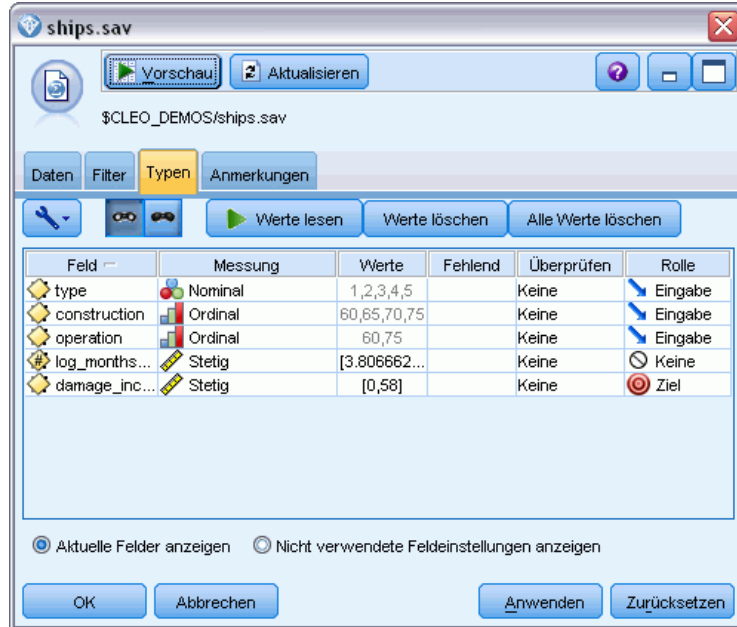 ships.sav
Vorschau Aktualisieren
$CLEO_DEMOS/ships.sav
Daten Filter Typen Anmerkungen
Werte lesen Werte löschen Alle Werte löschen
Feld Messung Werte Fehlend Überprüfen Rolle
type Nominal 1,2,3,4,5 Keine Eingabe
construction Ordinal 60,65,70,75 Keine Eingabe
operation Ordinal 60,75 Keine Eingabe
log_months... Stetig [3.806662... Keine Keine
damage_inc... Stetig [0,58] Keine Ziel
Aktuelle Felder anzeigen Nicht verwendete Feldeinstellungen anzeigen
OK Abbrechen Anwenden Zurücksetzen